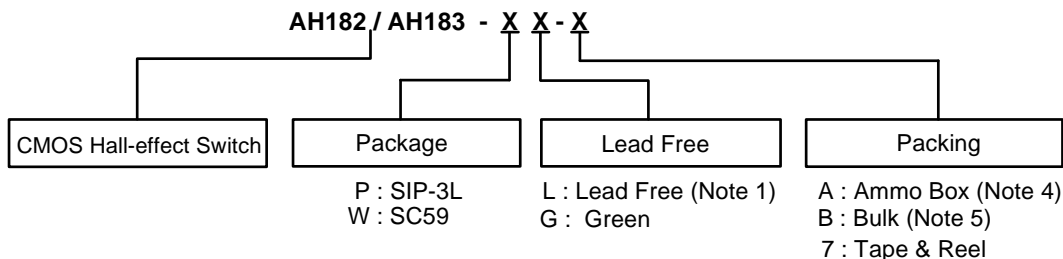 AH182 / AH183 - X X - X
CMOS Hall-effect Switch
Package
Lead Free
Packing
P : SIP-3L
W : SC59
L : Lead Free (Note 1)
G : Green
A : Ammo Box (Note 4)
B : Bulk (Note 5)
7 : Tape & Reel